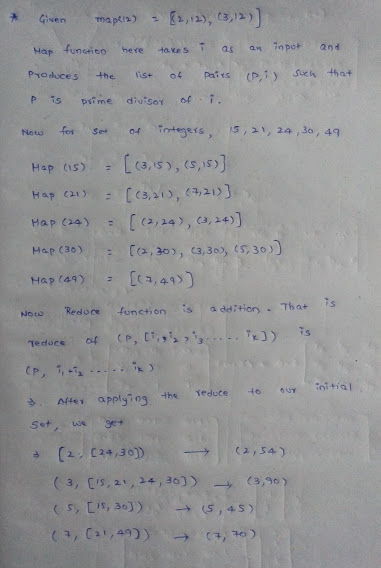 * Given map(12) = [(2,12), (3,12)]
Map function here takes i as an input and
Produces the list of Pairs (P,i) such that
P is prime divisor of i.
Now for set of integers, 15, 21, 24, 30, 49
Map (15) = [(3,15), (5,15)]
Map (21) = [(3,21), (7,21)]
Map (24) = [(2,24), (3,24)]
Map (30) = [(2,30), (3,30), (5,30)]
Map (49) = [(7,49)]
Now Reduce function is addition. That is
reduce of (P, [i1, i2, i3 ..... ik]) is
(P, i1+i2 ..... ik)
→ After applying the reduce to our initial
set, we get
→ (2, [24,30]) → (2,54)
(3, [15,21,24,30]) → (3,90)
(5, [15,30]) → (5,45)
(7, [21,49]) → (7,70)